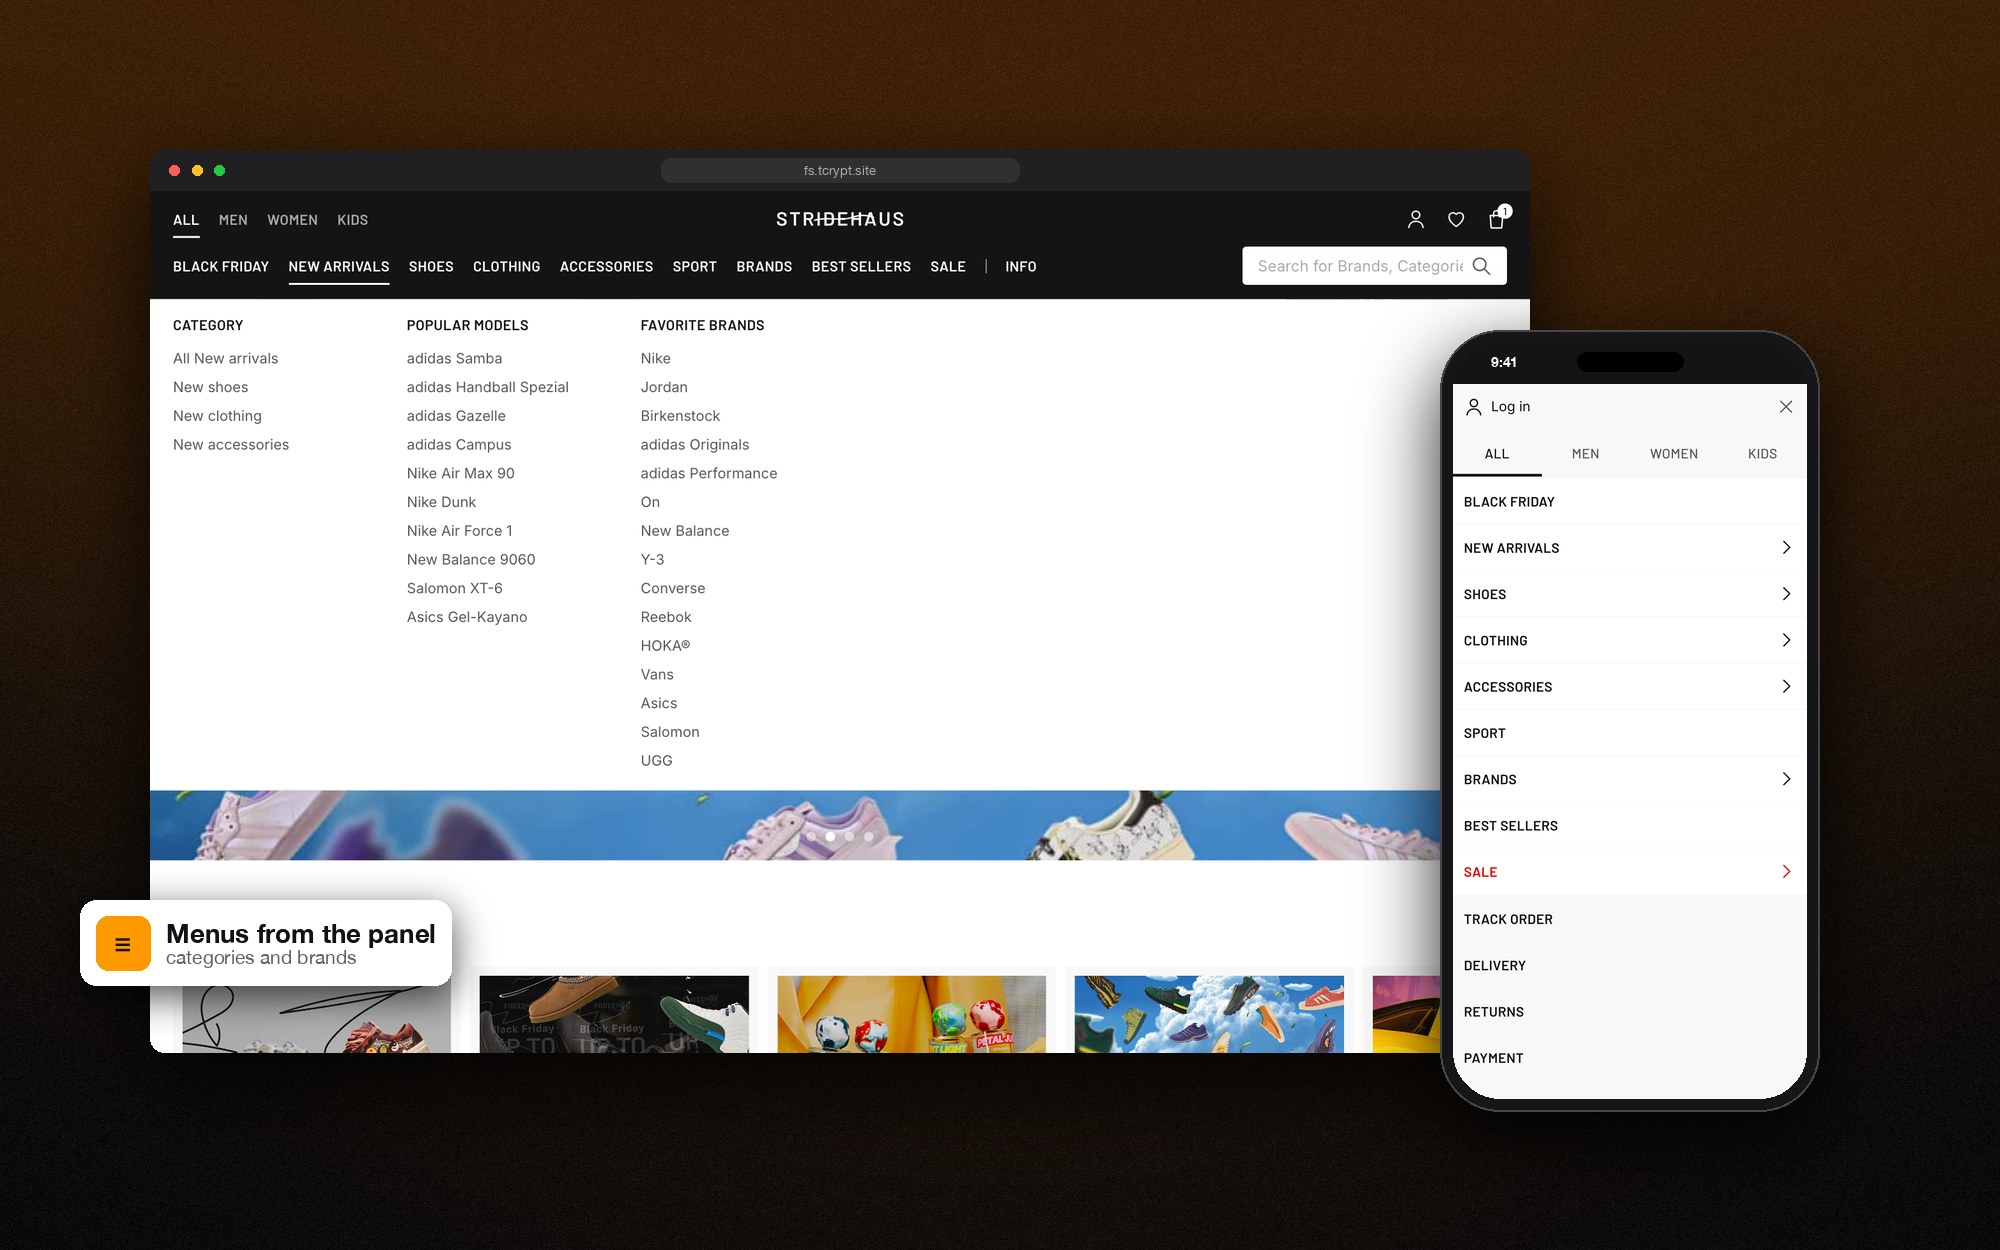 fs.tcrypt.site
ALL MEN WOMEN KIDS
STRIDEHAUS
1
BLACK FRIDAY NEW ARRIVALS SHOES CLOTHING ACCESSORIES SPORT BRANDS BEST SELLERS SALE | INFO
Search for Brands, Categorie
CATEGORY
All New arrivals
New shoes
New clothing
New accessories
POPULAR MODELS
adidas Samba
adidas Handball Spezial
adidas Gazelle
adidas Campus
Nike Air Max 90
Nike Dunk
Nike Air Force 1
New Balance 9060
Salomon XT-6
Asics Gel-Kayano
FAVORITE BRANDS
Nike
Jordan
Birkenstock
adidas Originals
adidas Performance
On
New Balance
Y-3
Converse
Reebok
HOKA®
Vans
Asics
Salomon
UGG
Menus from the panel
categories and brands
Black Friday
Black Friday
UP TO
UP TO
9:41
Log in
ALL MEN WOMEN KIDS
BLACK FRIDAY
NEW ARRIVALS
SHOES
CLOTHING
ACCESSORIES
SPORT
BRANDS
BEST SELLERS
SALE
TRACK ORDER
DELIVERY
RETURNS
PAYMENT